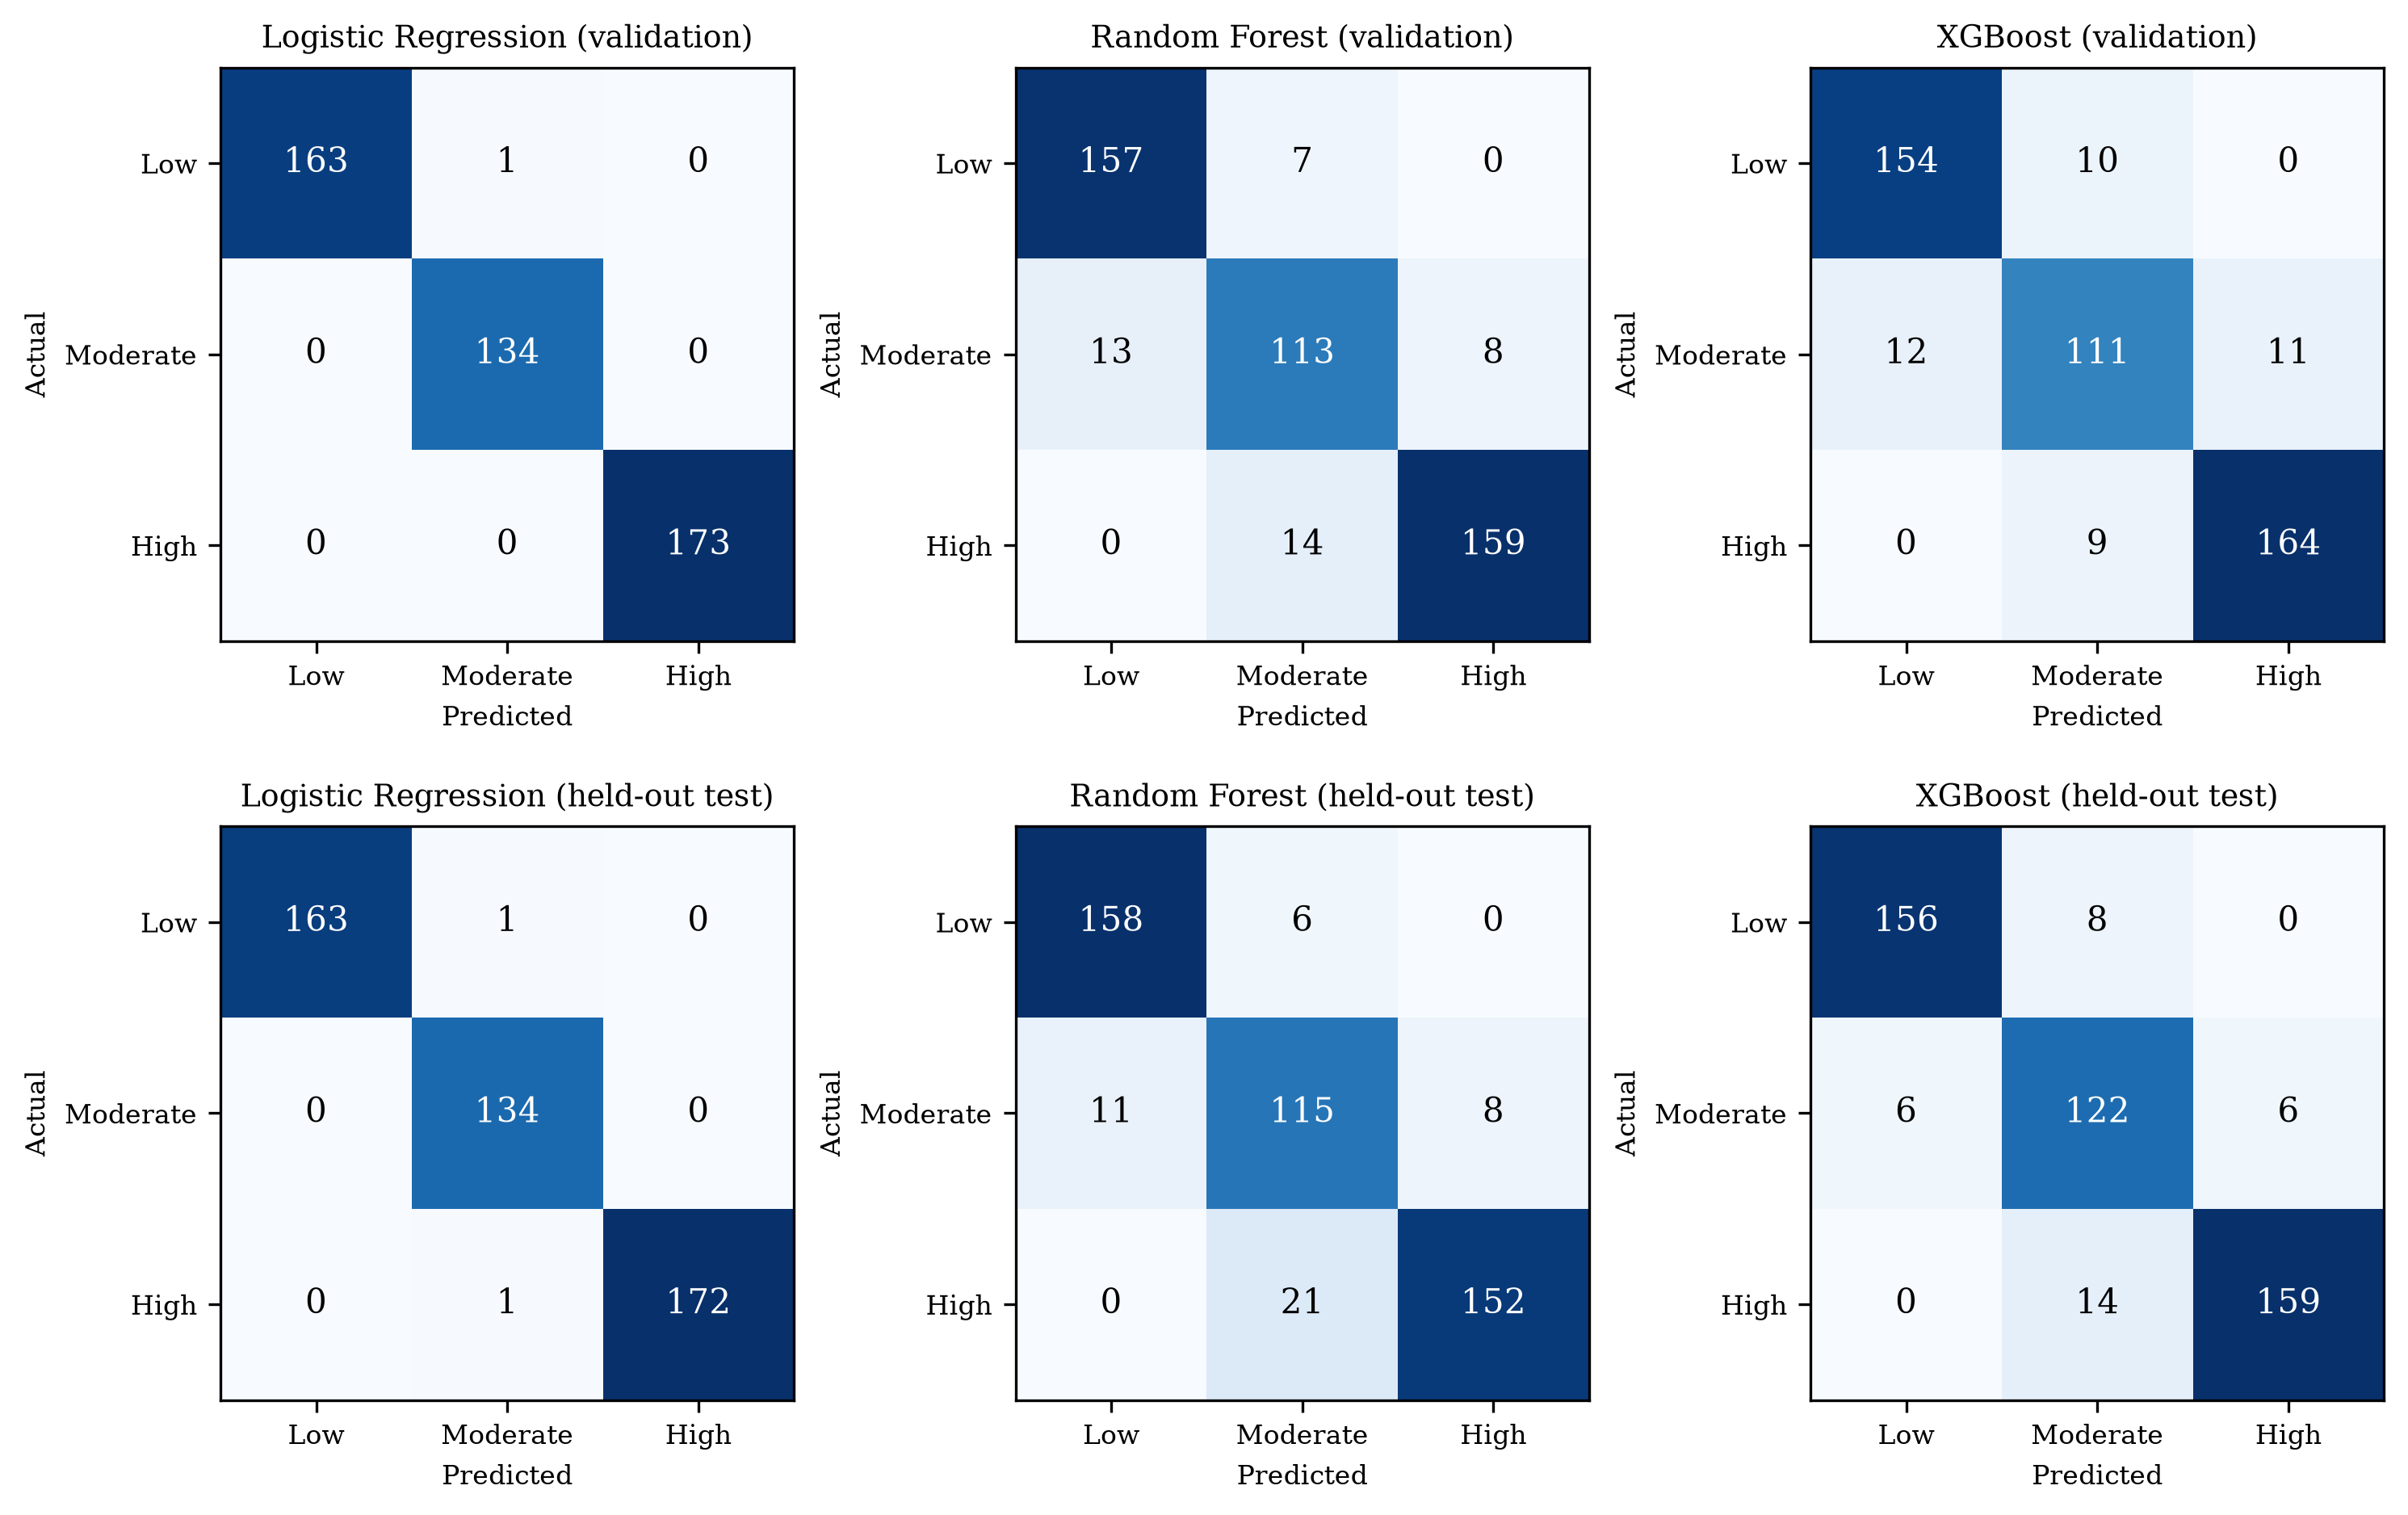 Logistic Regression (validation)
Low
163 1 0
Moderate
0 134 0
High
0 0 173
Actual
Low Moderate High
Predicted
Random Forest (validation)
Low
157 7 0
Moderate
13 113 8
High
0 14 159
Actual
Low Moderate High
Predicted
XGBoost (validation)
Low
154 10 0
Moderate
12 111 11
High
0 9 164
Actual
Low Moderate High
Predicted
Logistic Regression (held-out test)
Low
163 1 0
Moderate
0 134 0
High
0 1 172
Actual
Low Moderate High
Predicted
Random Forest (held-out test)
Low
158 6 0
Moderate
11 115 8
High
0 21 152
Actual
Low Moderate High
Predicted
XGBoost (held-out test)
Low
156 8 0
Moderate
6 122 6
High
0 14 159
Actual
Low Moderate High
Predicted